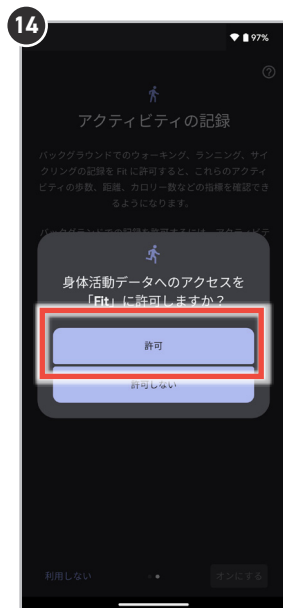 14
97%
アクティビティの記録
バックグラウンドでのウォーキング、ランニング、サイ
クリングの記録を Fit に許可すると、これらのアクティ
ビティの歩数、距離、カロリー数などの指標を確認でき
るようになります。
身体活動データへのアクセスを
「Fit」に許可しますか？
許可
許可しない
利用しない
オンにする